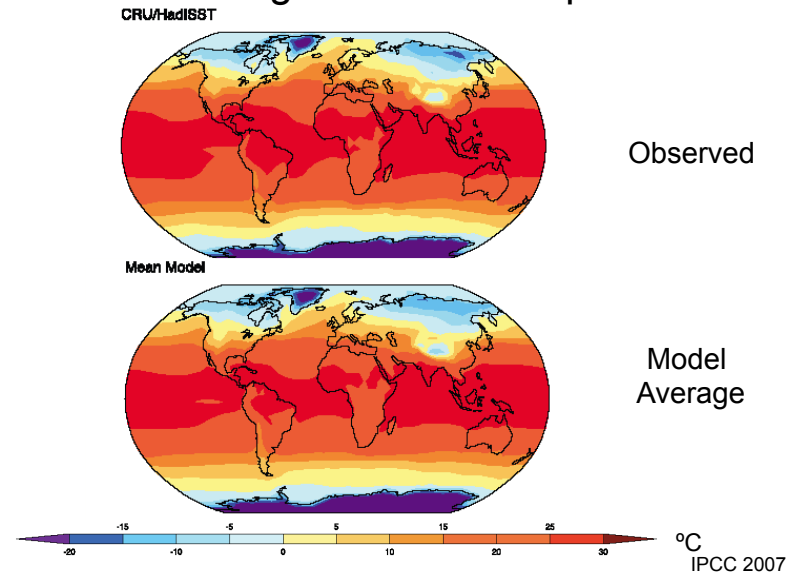 CRU/HadISST
Observed
Mean Model
Model
Average
-15 -5 5 15 25
-20 -10 0 10 20 30
ºC
IPCC 2007